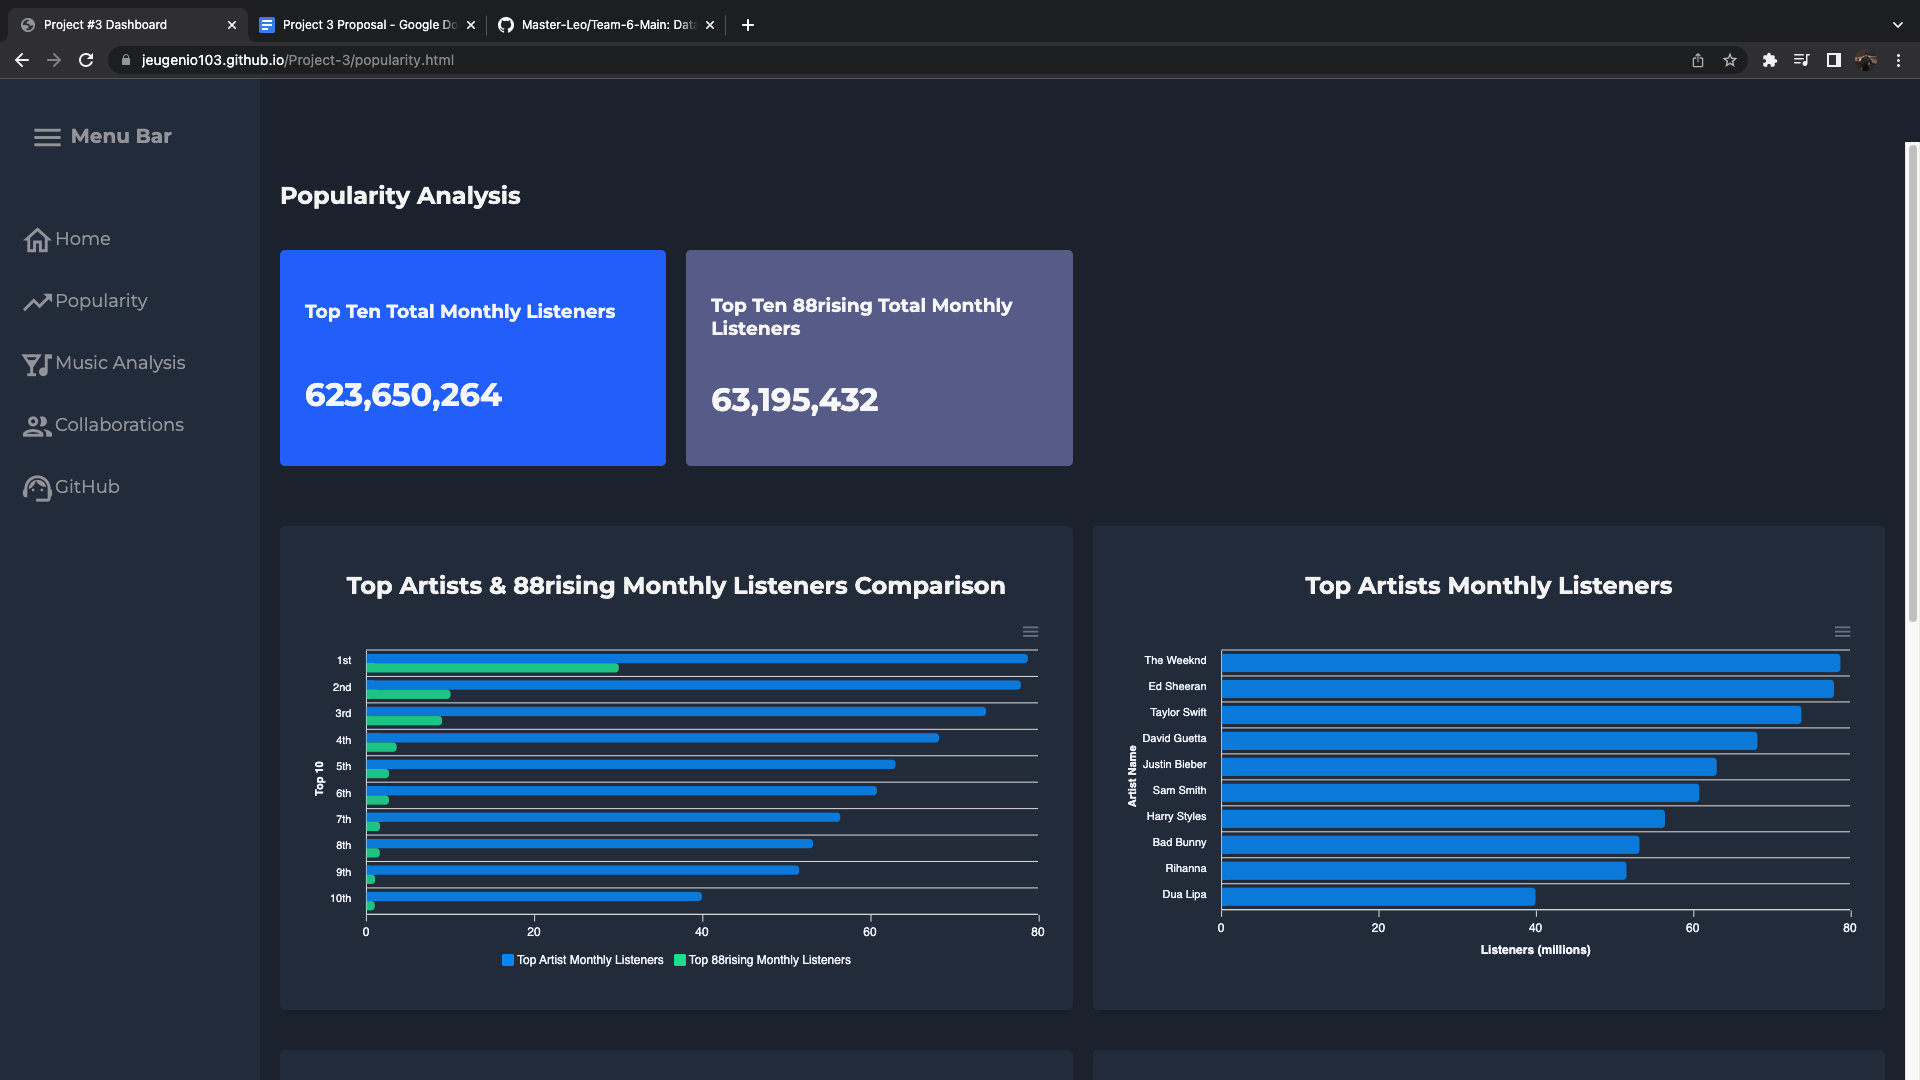 Project #3 Dashboard
Project 3 Proposal - Google Do
Master-Leo/Team-6-Main: Data
jeugenio103.github.io/Project-3/popularity.html
Menu Bar
Home
Popularity
Music Analysis
Collaborations
GitHub
Popularity Analysis
Top Ten Total Monthly Listeners
623,650,264
Top Ten 88rising Total Monthly
Listeners
63,195,432
Top Artists & 88rising Monthly Listeners Comparison
Top 10
1st
2nd
3rd
4th
5th
6th
7th
8th
9th
10th
0 20 40 60 80
Top Artist Monthly Listeners Top 88rising Monthly Listeners
Top Artists Monthly Listeners
Artist Name
The Weeknd
Ed Sheeran
Taylor Swift
David Guetta
Justin Bieber
Sam Smith
Harry Styles
Bad Bunny
Rihanna
Dua Lipa
0 20 40 60 80
Listeners (millions)